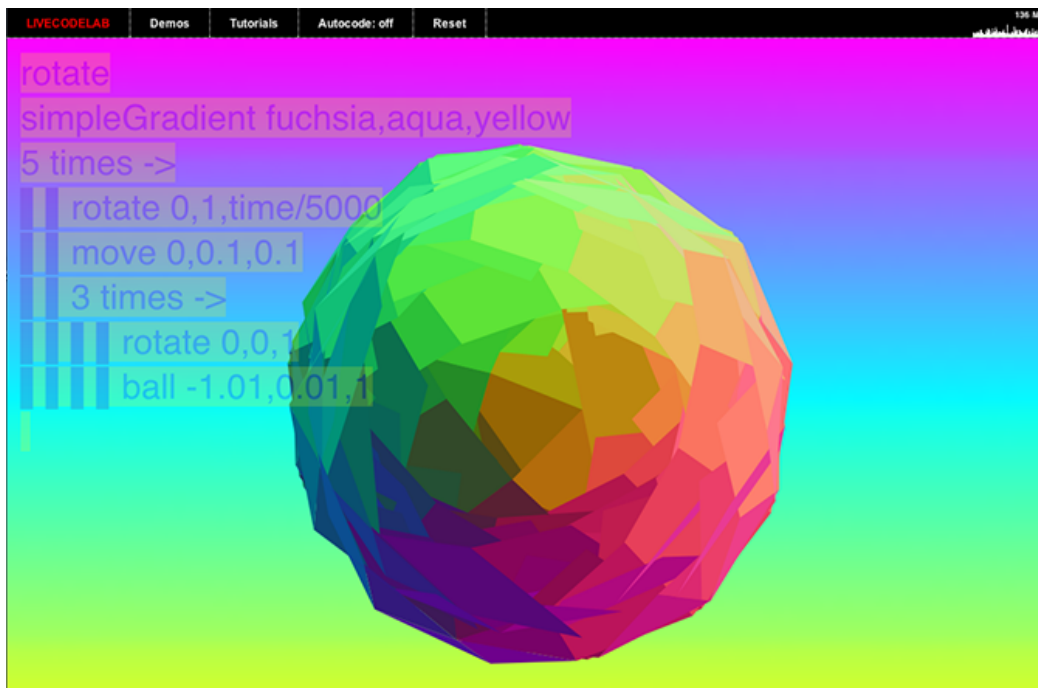 LIVECODELAB Demos Tutorials Autocode: off Reset 136 M
rotate
simpleGradient fuchsia,aqua,yellow
5 times ->
rotate 0,1,time/5000
move 0,0.1,0.1
3 times ->
rotate 0,0,1
ball -1.01,0.01,1